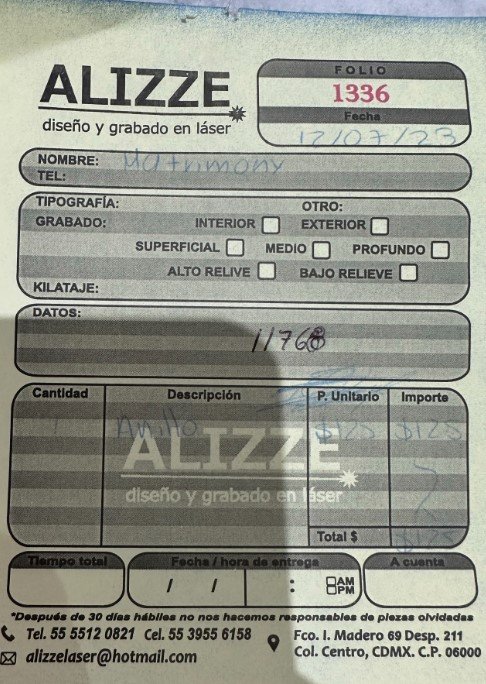 ALIZZE
diseño y grabado en láser
FOLIO
1336
Fecha
12/07/23
NOMBRE: Matrimony
TEL:
TIPOGRAFÍA: OTRO:
GRABADO: INTERIOR EXTERIOR
SUPERFICIAL MEDIO PROFUNDO
ALTO RELIVE BAJO RELIEVE
KILATAJE:
DATOS:
Cantidad Descripción P. Unitario Importe
1 Anillo $125 $125
ALIZZE
diseño y grabado en láser
Total $ $125
Tiempo total Fecha / hora de entrega A cuenta
/ / : AM
PM
*Después de 30 días hábiles no nos hacemos responsables de piezas olvidadas
Tel. 55 5512 0821 Cel. 55 3955 6158
alizzelaser@hotmail.com
Fco. I. Madero 69 Desp. 211
Col. Centro, CDMX. C.P. 06000